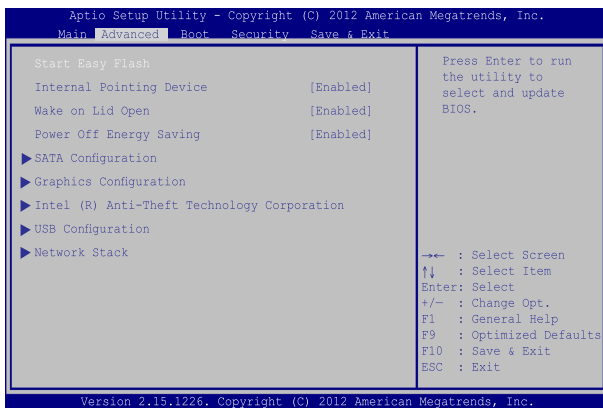 Aptio Setup Utility - Copyright (C) 2012 American Megatrends, Inc.
Main Advanced Boot Security Save & Exit
Start Easy Flash
Internal Pointing Device [Enabled]
Wake on Lid Open [Enabled]
Power Off Energy Saving [Enabled]
SATA Configuration
Graphics Configuration
Intel (R) Anti-Theft Technology Corporation
USB Configuration
Network Stack
Press Enter to run
the utility to
select and update
BIOS.
→← : Select Screen
↑↓ : Select Item
Enter: Select
+/— : Change Opt.
F1 : General Help
F9 : Optimized Defaults
F10 : Save & Exit
ESC : Exit
Version 2.15.1226. Copyright (C) 2012 American Megatrends, Inc.